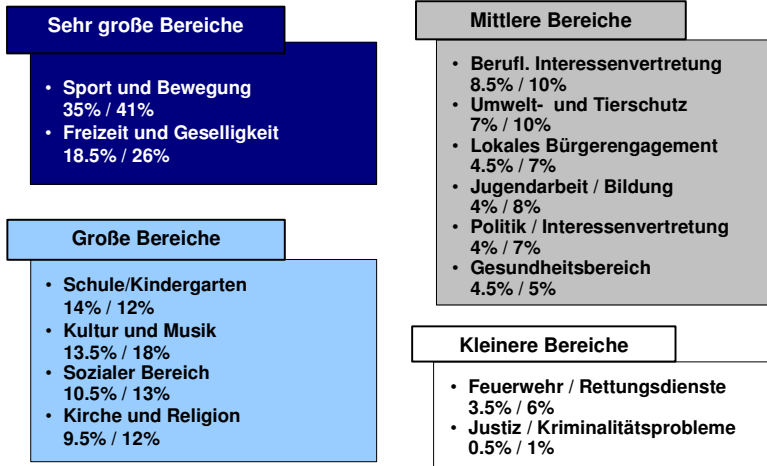 Sehr große Bereiche
• Sport und Bewegung
35% / 41%
• Freizeit und Geselligkeit
18.5% / 26%
Große Bereiche
• Schule/Kindergarten
14% / 12%
• Kultur und Musik
13.5% / 18%
• Sozialer Bereich
10.5% / 13%
• Kirche und Religion
9.5% / 12%
Mittlere Bereiche
• Berufl. Interessenvertretung
8.5% / 10%
• Umwelt- und Tierschutz
7% / 10%
• Lokales Bürgerengagement
4.5% / 7%
• Jugendarbeit / Bildung
4% / 8%
• Politik / Interessenvertretung
4% / 7%
• Gesundheitsbereich
4.5% / 5%
Kleinere Bereiche
• Feuerwehr / Rettungsdienste
3.5% / 6%
• Justiz / Kriminalitätsprobleme
0.5% / 1%